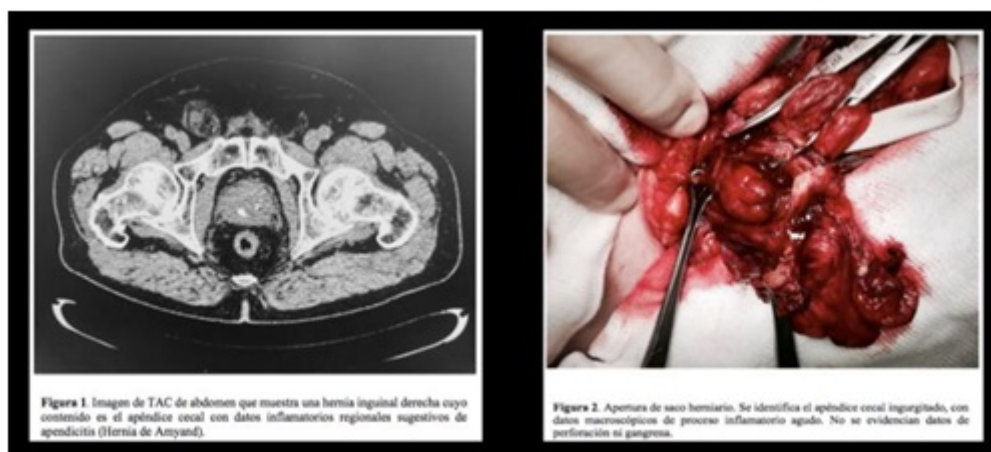 Figura 1. Imagen de TAC de abdomen que muestra una hernia inguinal derecha cuyo
contenido es el apéndice cecal con datos inflamatorios regionales sugestivos de
apendicitis (Hernia de Amyand).
Figura 2. Apertura de saco herniario. Se identifica el apéndice cecal ingurgitado, con
datos macroscópicos de proceso inflamatorio agudo. No se evidencian datos de
perforación ni gangrena.